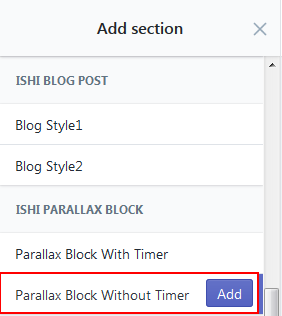 Add section
ISHI BLOG POST
Blog Style1
Blog Style2
ISHI PARALLAX BLOCK
Parallax Block With Timer
Parallax Block Without Timer Add